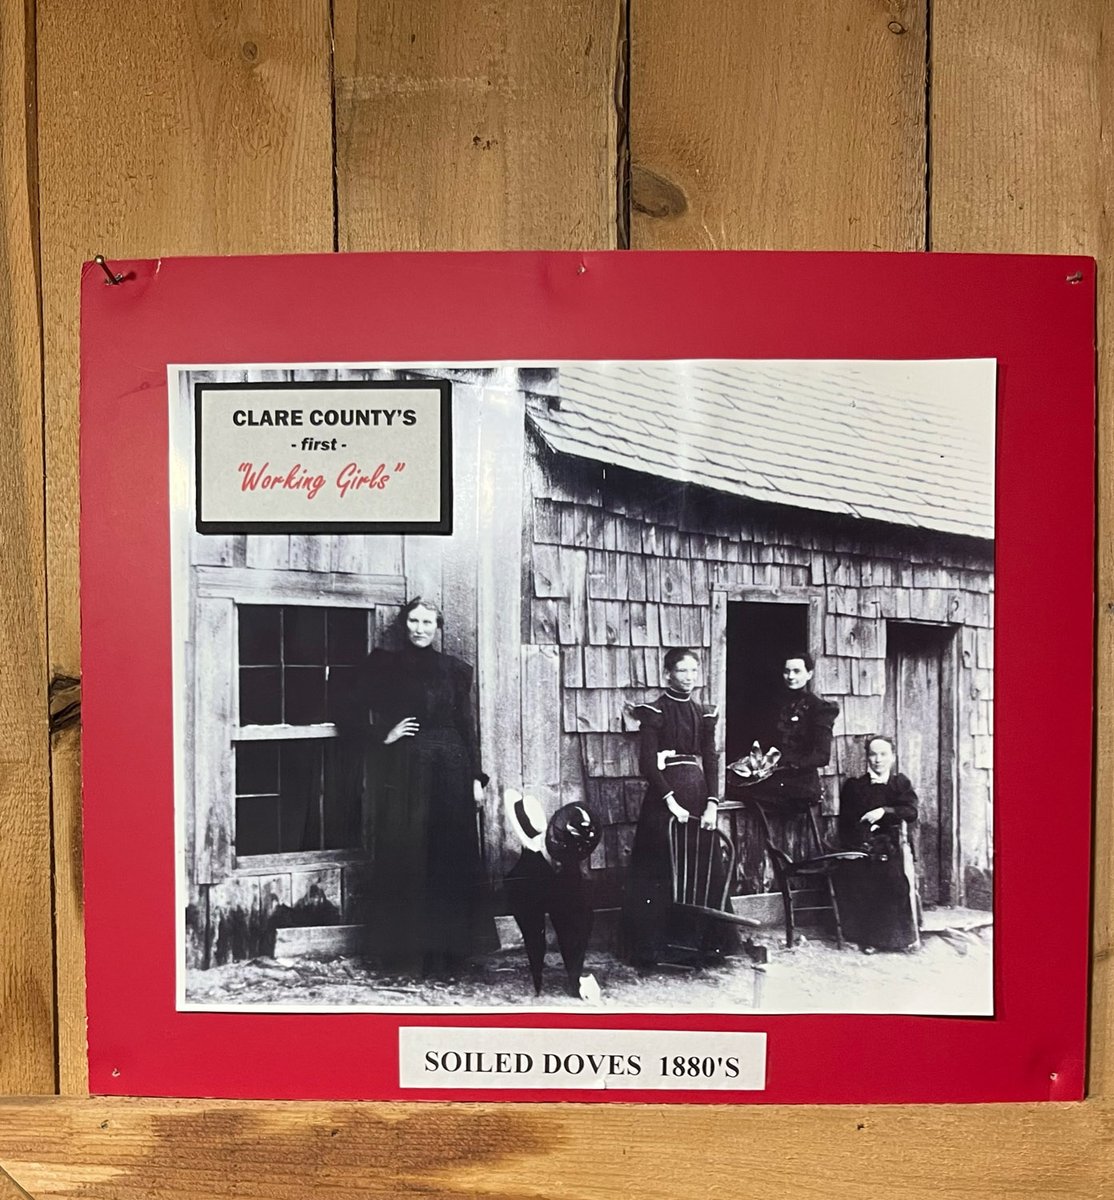 CLARE COUNTY'S
- first -
"Working Girls"
SOILED DOVES 1880'S